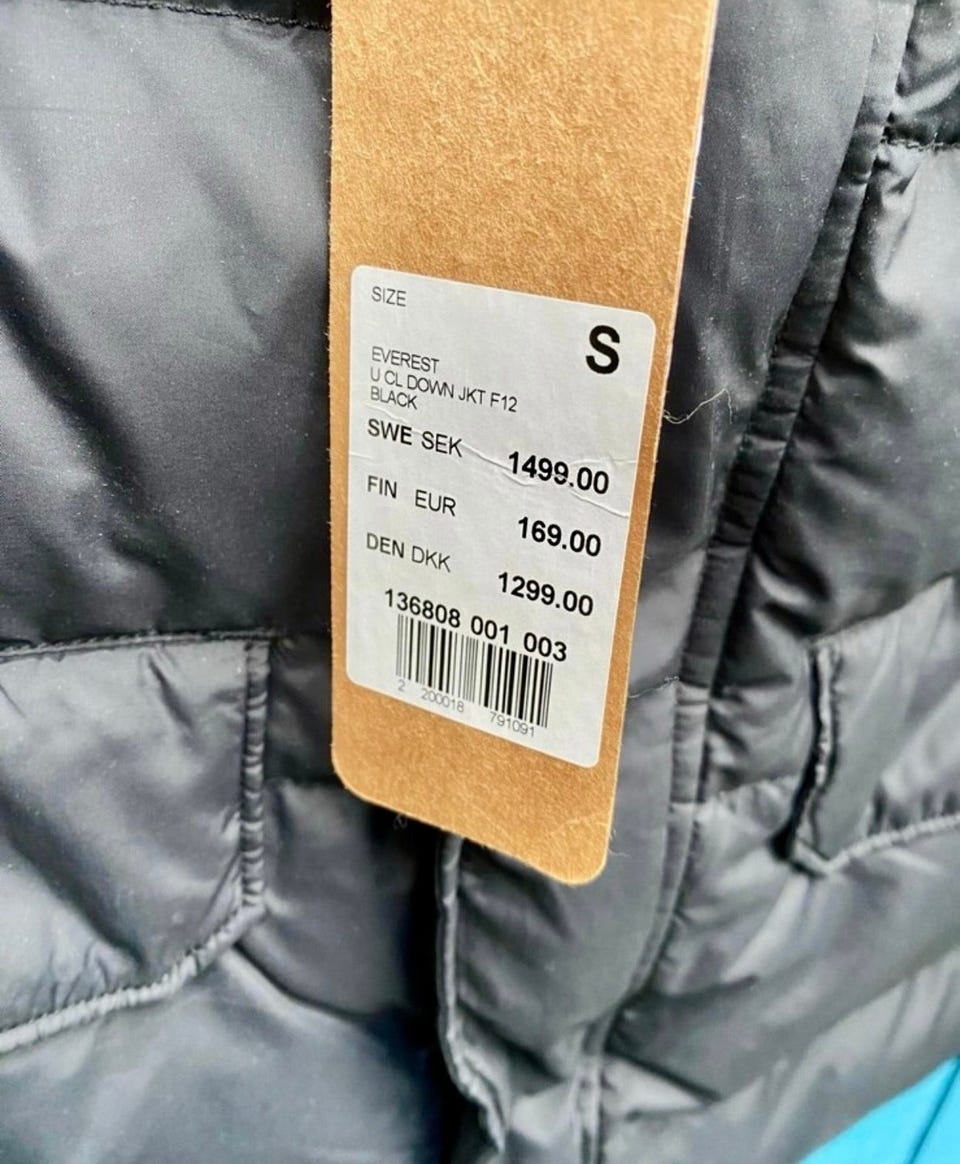 SIZE
S
EVEREST
U CL DOWN JKT F12
BLACK
SWE SEK 1499.00
FIN EUR 169.00
DEN DKK 1299.00
136808 001 003
2 200018 791091